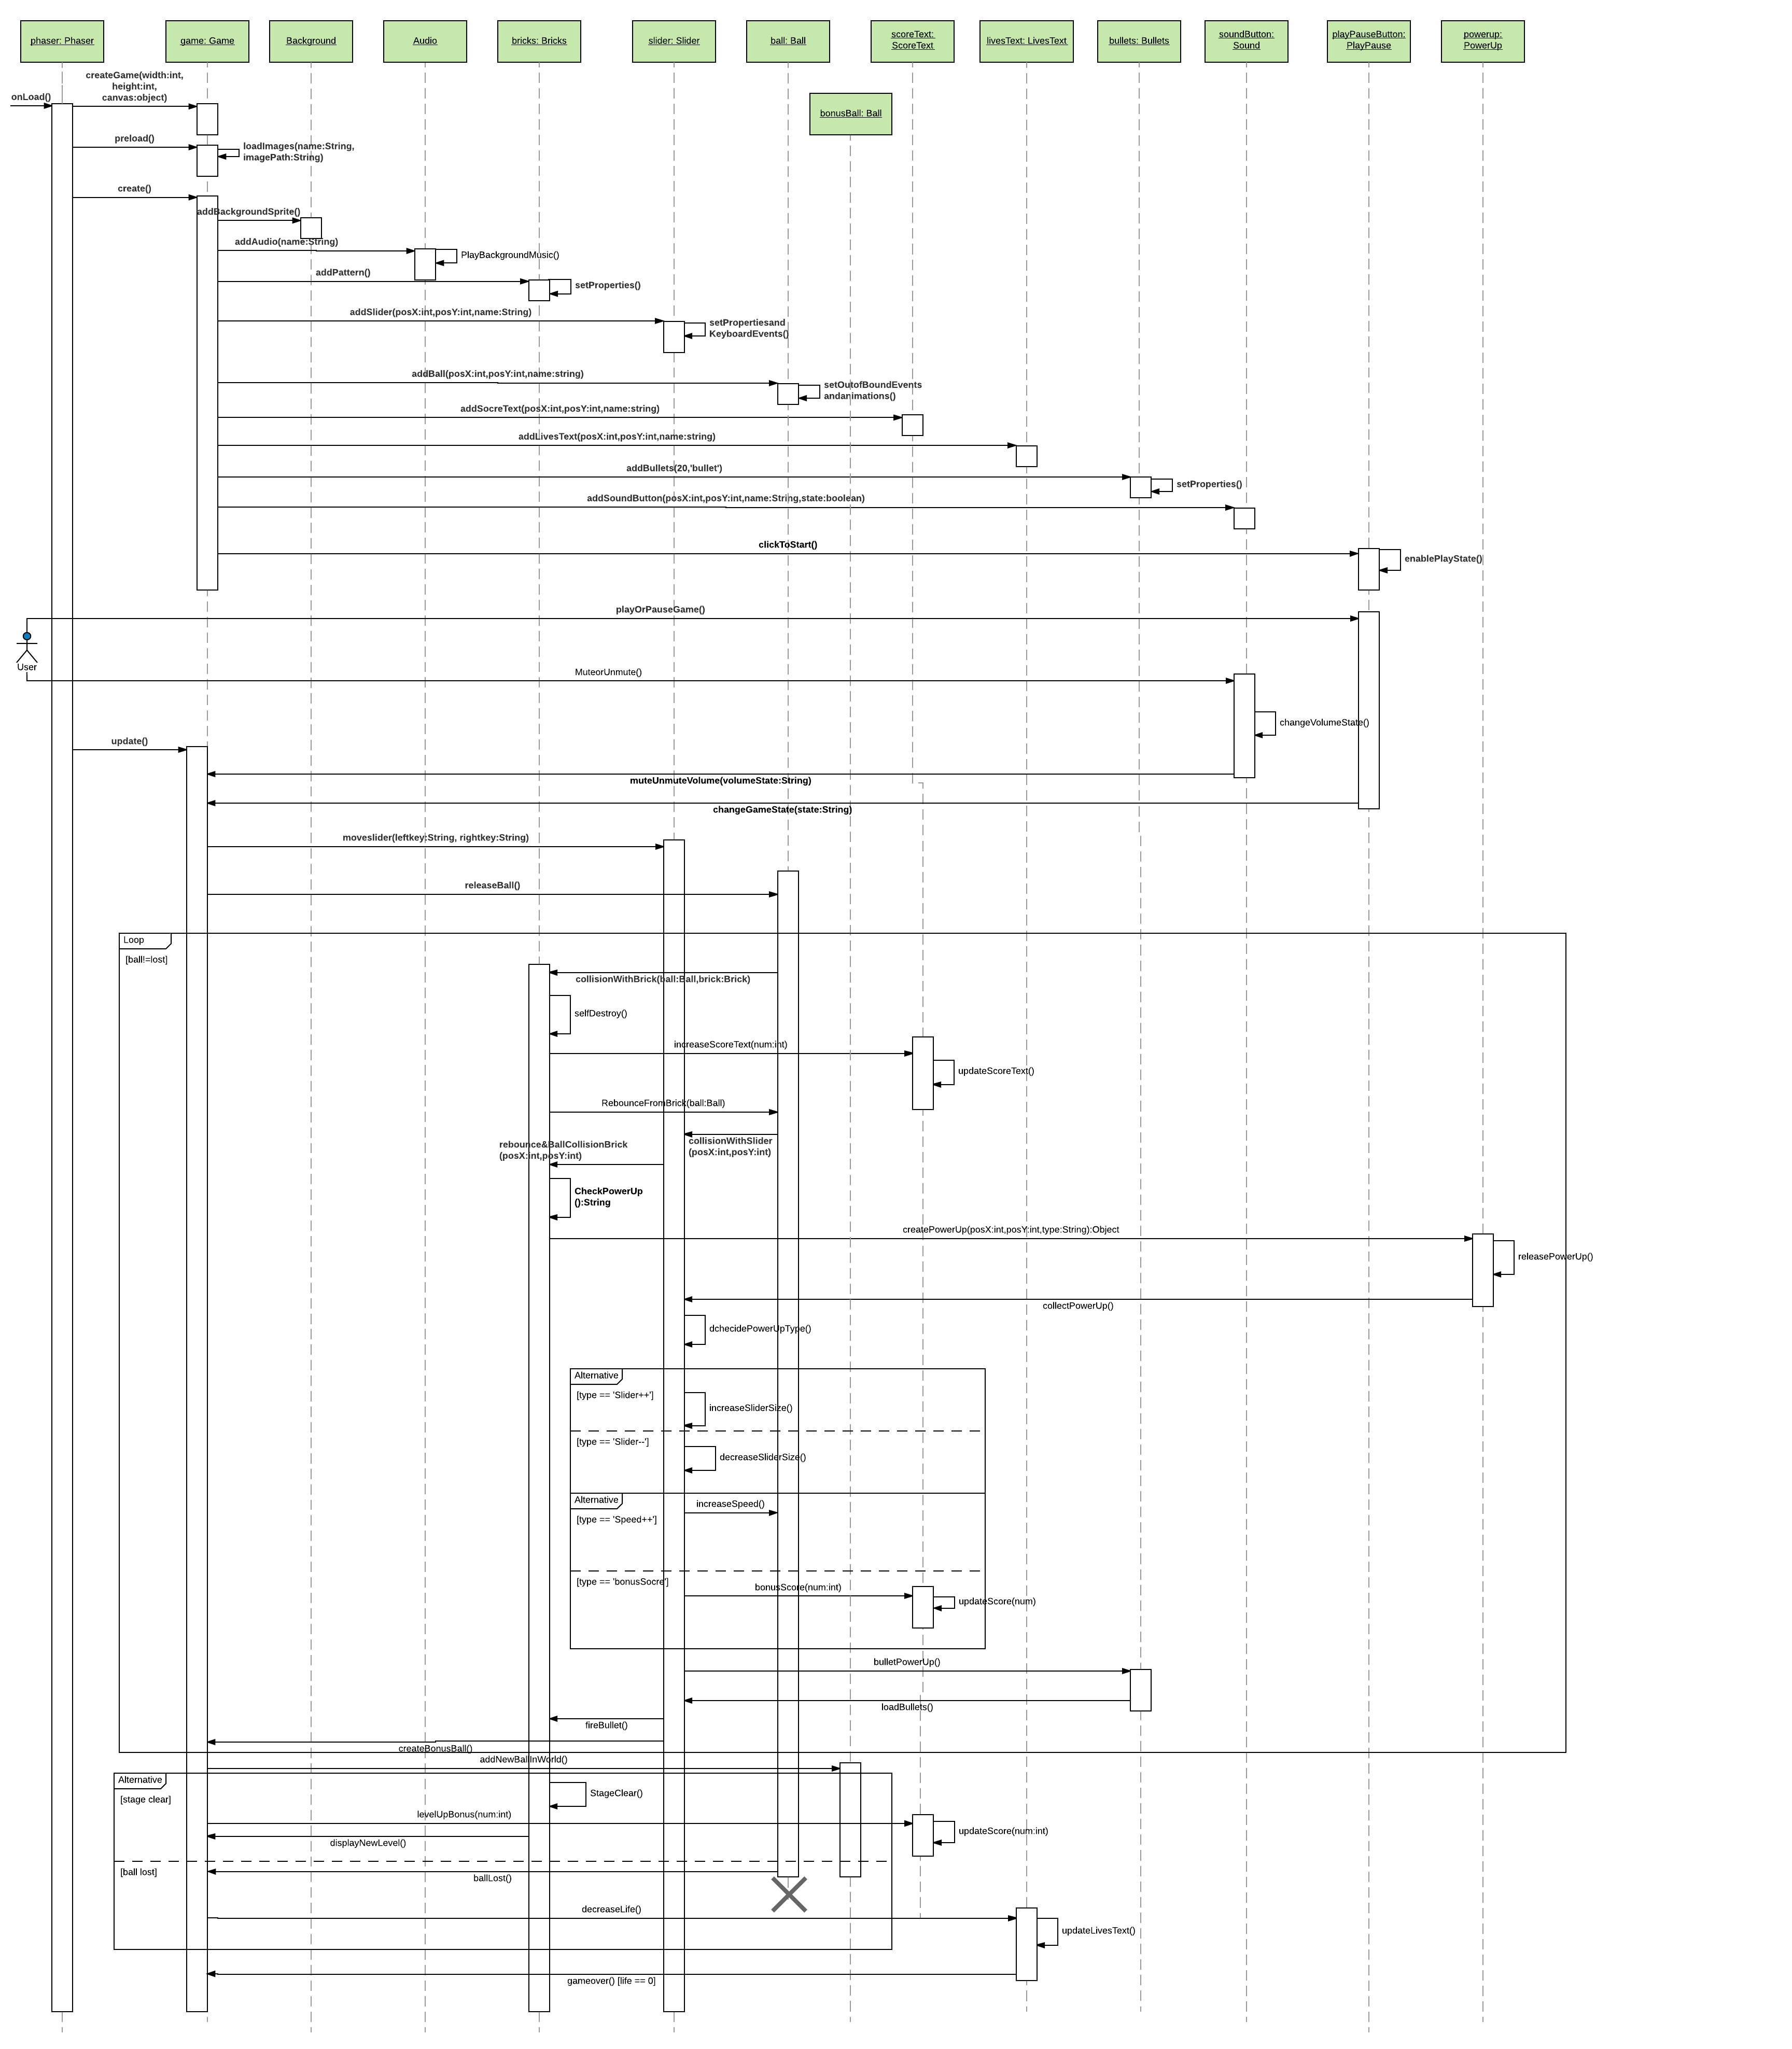 phaser: Phaser
game: Game
Background
Audio
bricks: Bricks
slider: Slider
ball: Ball
scoreText:
ScoreText
livesText: LivesText
bullets: Bullets
soundButton:
Sound
playPauseButton:
PlayPause
powerup:
PowerUp
createGame(width:int,
height:int,
canvas:object)
onLoad()
bonusBall: Ball
preload()
loadImages(name:String,
imagePath:String)
create()
addBackgroundSprite()
addAudio(name:String)
PlayBackgroundMusic()
addPattern()
setProperties()
addSlider(posX:int,posY:int,name:String)
setPropertiesand
KeyboardEvents()
addBall(posX:int,posY:int,name:string)
setOutofBoundEvents
andanimations()
addSocreText(posX:int,posY:int,name:string)
addLivesText(posX:int,posY:int,name:string)
addBullets(20,'bullet')
setProperties()
addSoundButton(posX:int,posY:int,name:String,state:boolean)
clickToStart()
enablePlayState()
playOrPauseGame()
User
MuteorUnmute()
changeVolumeState()
update()
muteUnmuteVolume(volumeState:String)
changeGameState(state:String)
moveslider(leftkey:String, rightkey:String)
releaseBall()
Loop
[ball!=lost]
collisionWithBrick(ball:Ball,brick:Brick)
selfDestroy()
increaseScoreText(num:int)
updateScoreText()
RebounceFromBrick(ball:Ball)
collisionWithSlider
(posX:int,posY:int)
rebounce&BallCollisionBrick
(posX:int,posY:int)
CheckPowerUp
():String
createPowerUp(posX:int,posY:int,type:String):Object
releasePowerUp()
collectPowerUp()
dchecidePowerUpType()
Alternative
[type == 'Slider++']
increaseSliderSize()
[type == 'Slider--']
decreaseSliderSize()
Alternative
increaseSpeed()
[type == 'Speed++']
[type == 'bonusSocre']
bonusScore(num:int)
updateScore(num)
bulletPowerUp()
loadBullets()
fireBullet()
createBonusBall()
addNewBallInWorld()
Alternative
[stage clear]
StageClear()
levelUpBonus(num:int)
updateScore(num:int)
displayNewLevel()
[ball lost]
ballLost()
decreaseLife()
updateLivesText()
gameover() [life == 0]